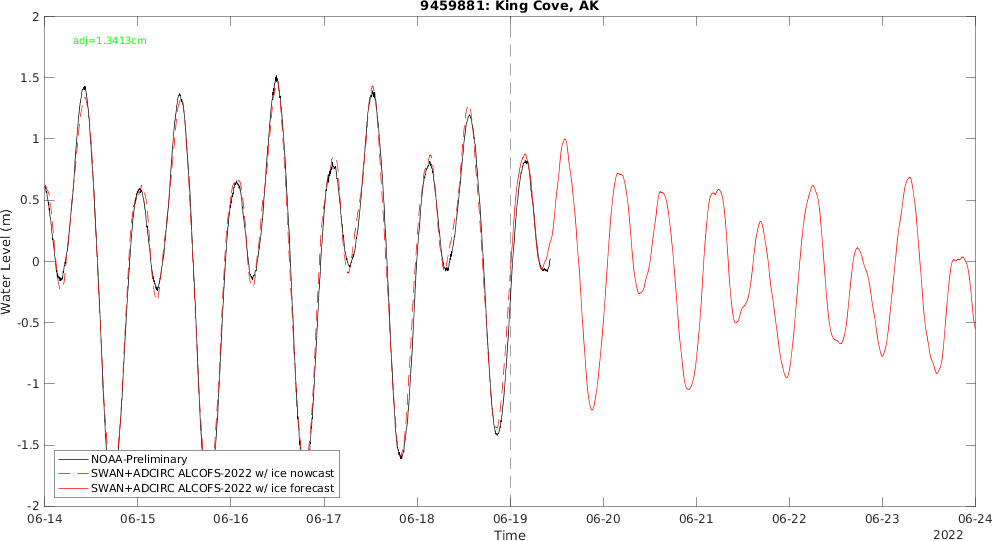 9459881: King Cove, AK
adj=1.3413cm
Water Level (m)
2
1.5
1
0.5
0
-0.5
-1
-1.5
-2
NOAA-Preliminary
SWAN+ADCIRC ALCOFS-2022 w/ ice nowcast
SWAN+ADCIRC ALCOFS-2022 w/ ice forecast
06-14 06-15 06-16 06-17 06-18 06-19 06-20 06-21 06-22 06-23 06-24
Time
2022